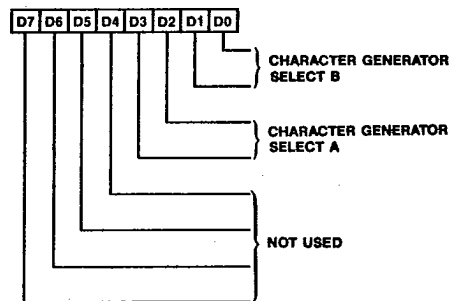 D7 D6 D5 D4 D3 D2 D1 D0
CHARACTER GENERATOR
SELECT B
CHARACTER GENERATOR
SELECT A
NOT USED